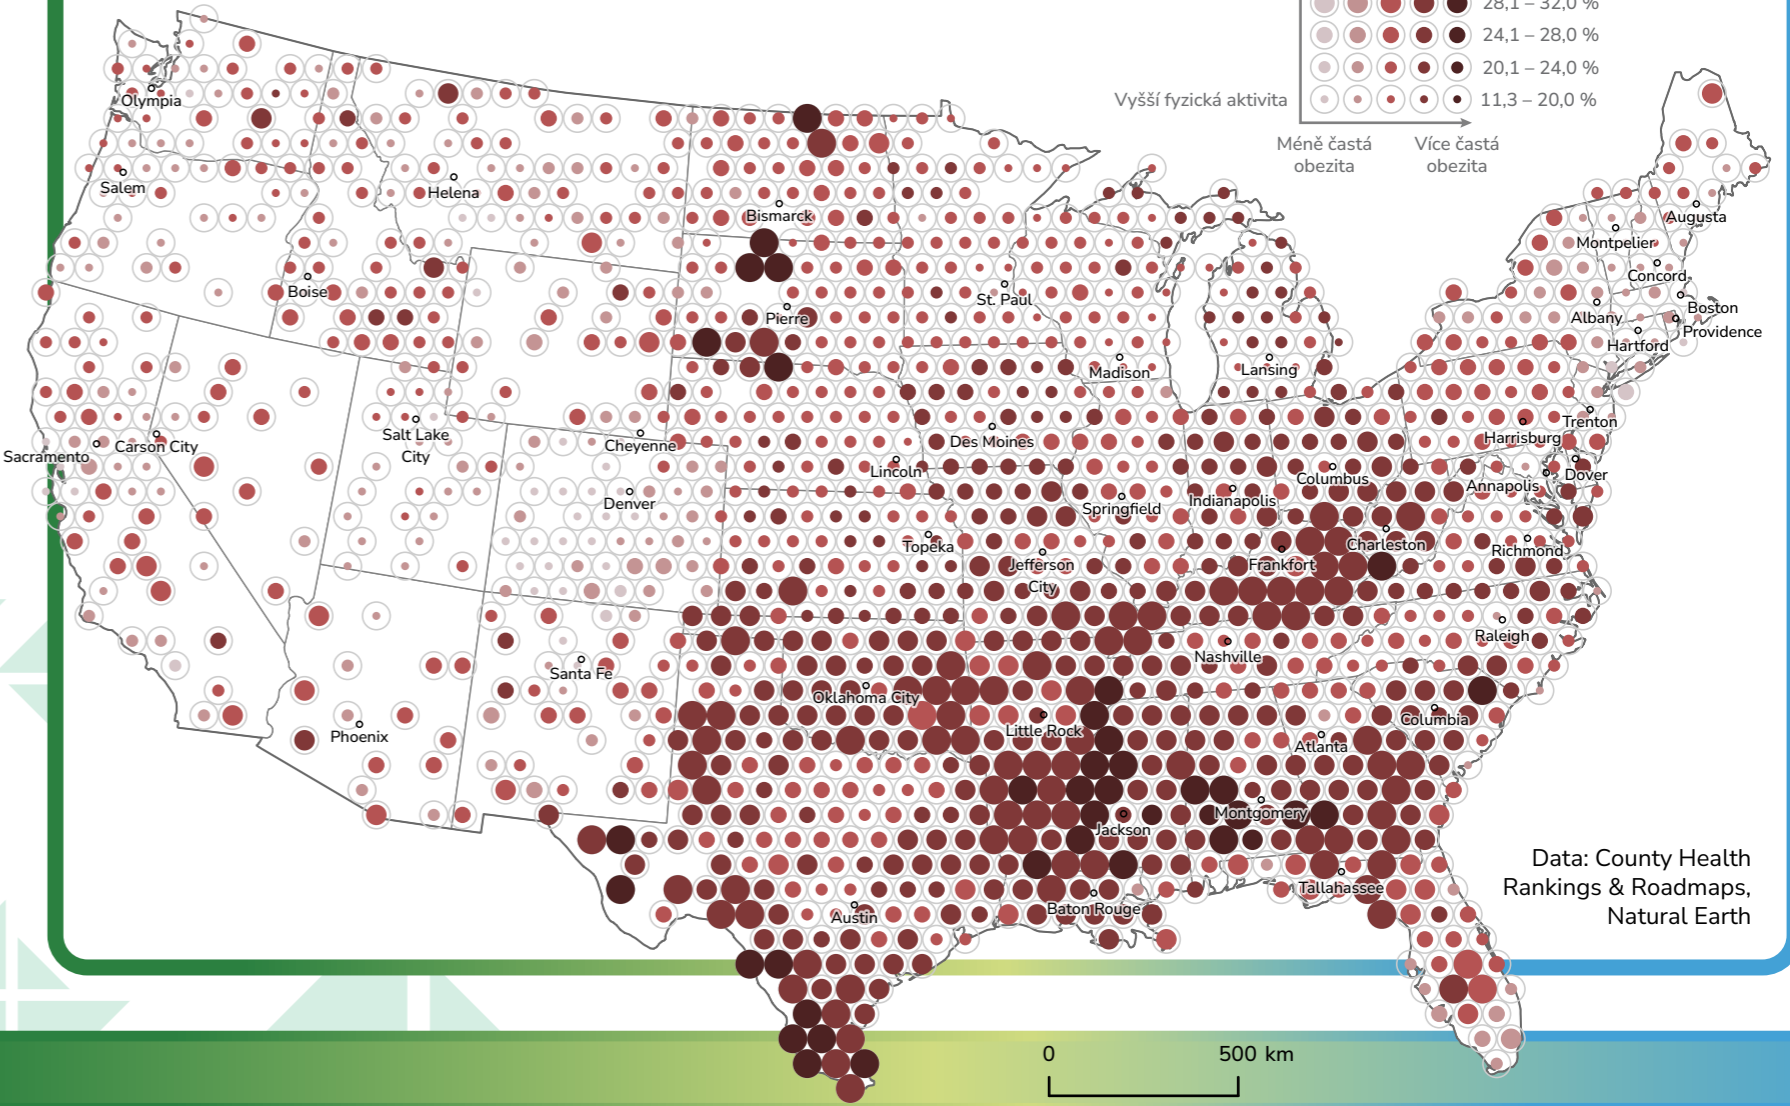 28,1 – 32,0 %
24,1 – 28,0 %
20,1 – 24,0 %
Vyšší fyzická aktivita
11,3 – 20,0 %
Méně častá
obezita
Více častá
obezita
Olympia
Salem
Helena
Bismarck
Augusta
Montpelier
Concord
Boise
St. Paul
Pierre
Albany
Boston
Providence
Hartford
Madison
Lansing
Trenton
Salt Lake
City
Carson City
Sacramento
Cheyenne
Des Moines
Harrisburg
Lincoln
Columbus
Dover
Annapolis
Denver
Springfield
Indianapolis
Topeka
Charleston
Richmond
Jefferson
City
Frankfort
Raleigh
Nashville
Santa Fe
Oklahoma City
Little Rock
Columbia
Phoenix
Atlanta
Montgomery
Jackson
Tallahassee
Baton Rouge
Austin
Data: County Health
Rankings & Roadmaps,
Natural Earth
0 500 km